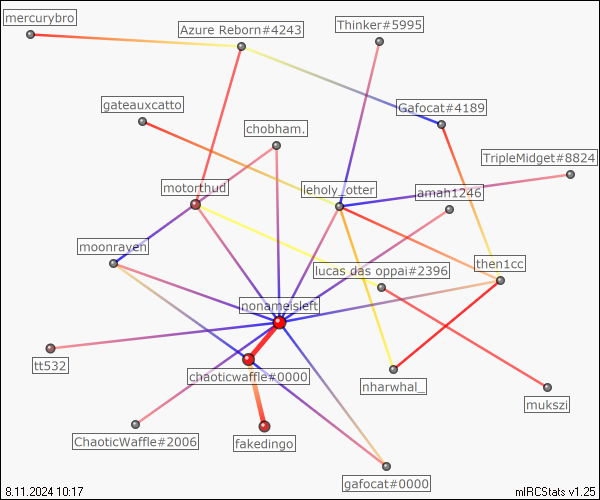 mercurybro
Azure Reborn#4243
Thinker#5995
gateauxcatto
Gafocat#4189
chobham.
TripleMidget#8824
motorthud
leholy_otter
amah1246
moonraven
then1cc
lucas das oppai#2396
nonameisleft
tt532
chaoticwaffle#0000
nharwhal_
mukszi
ChaoticWaffle#2006
fakedingo
gafocat#0000
8.11.2024 10:17
mIRCStats v1.25